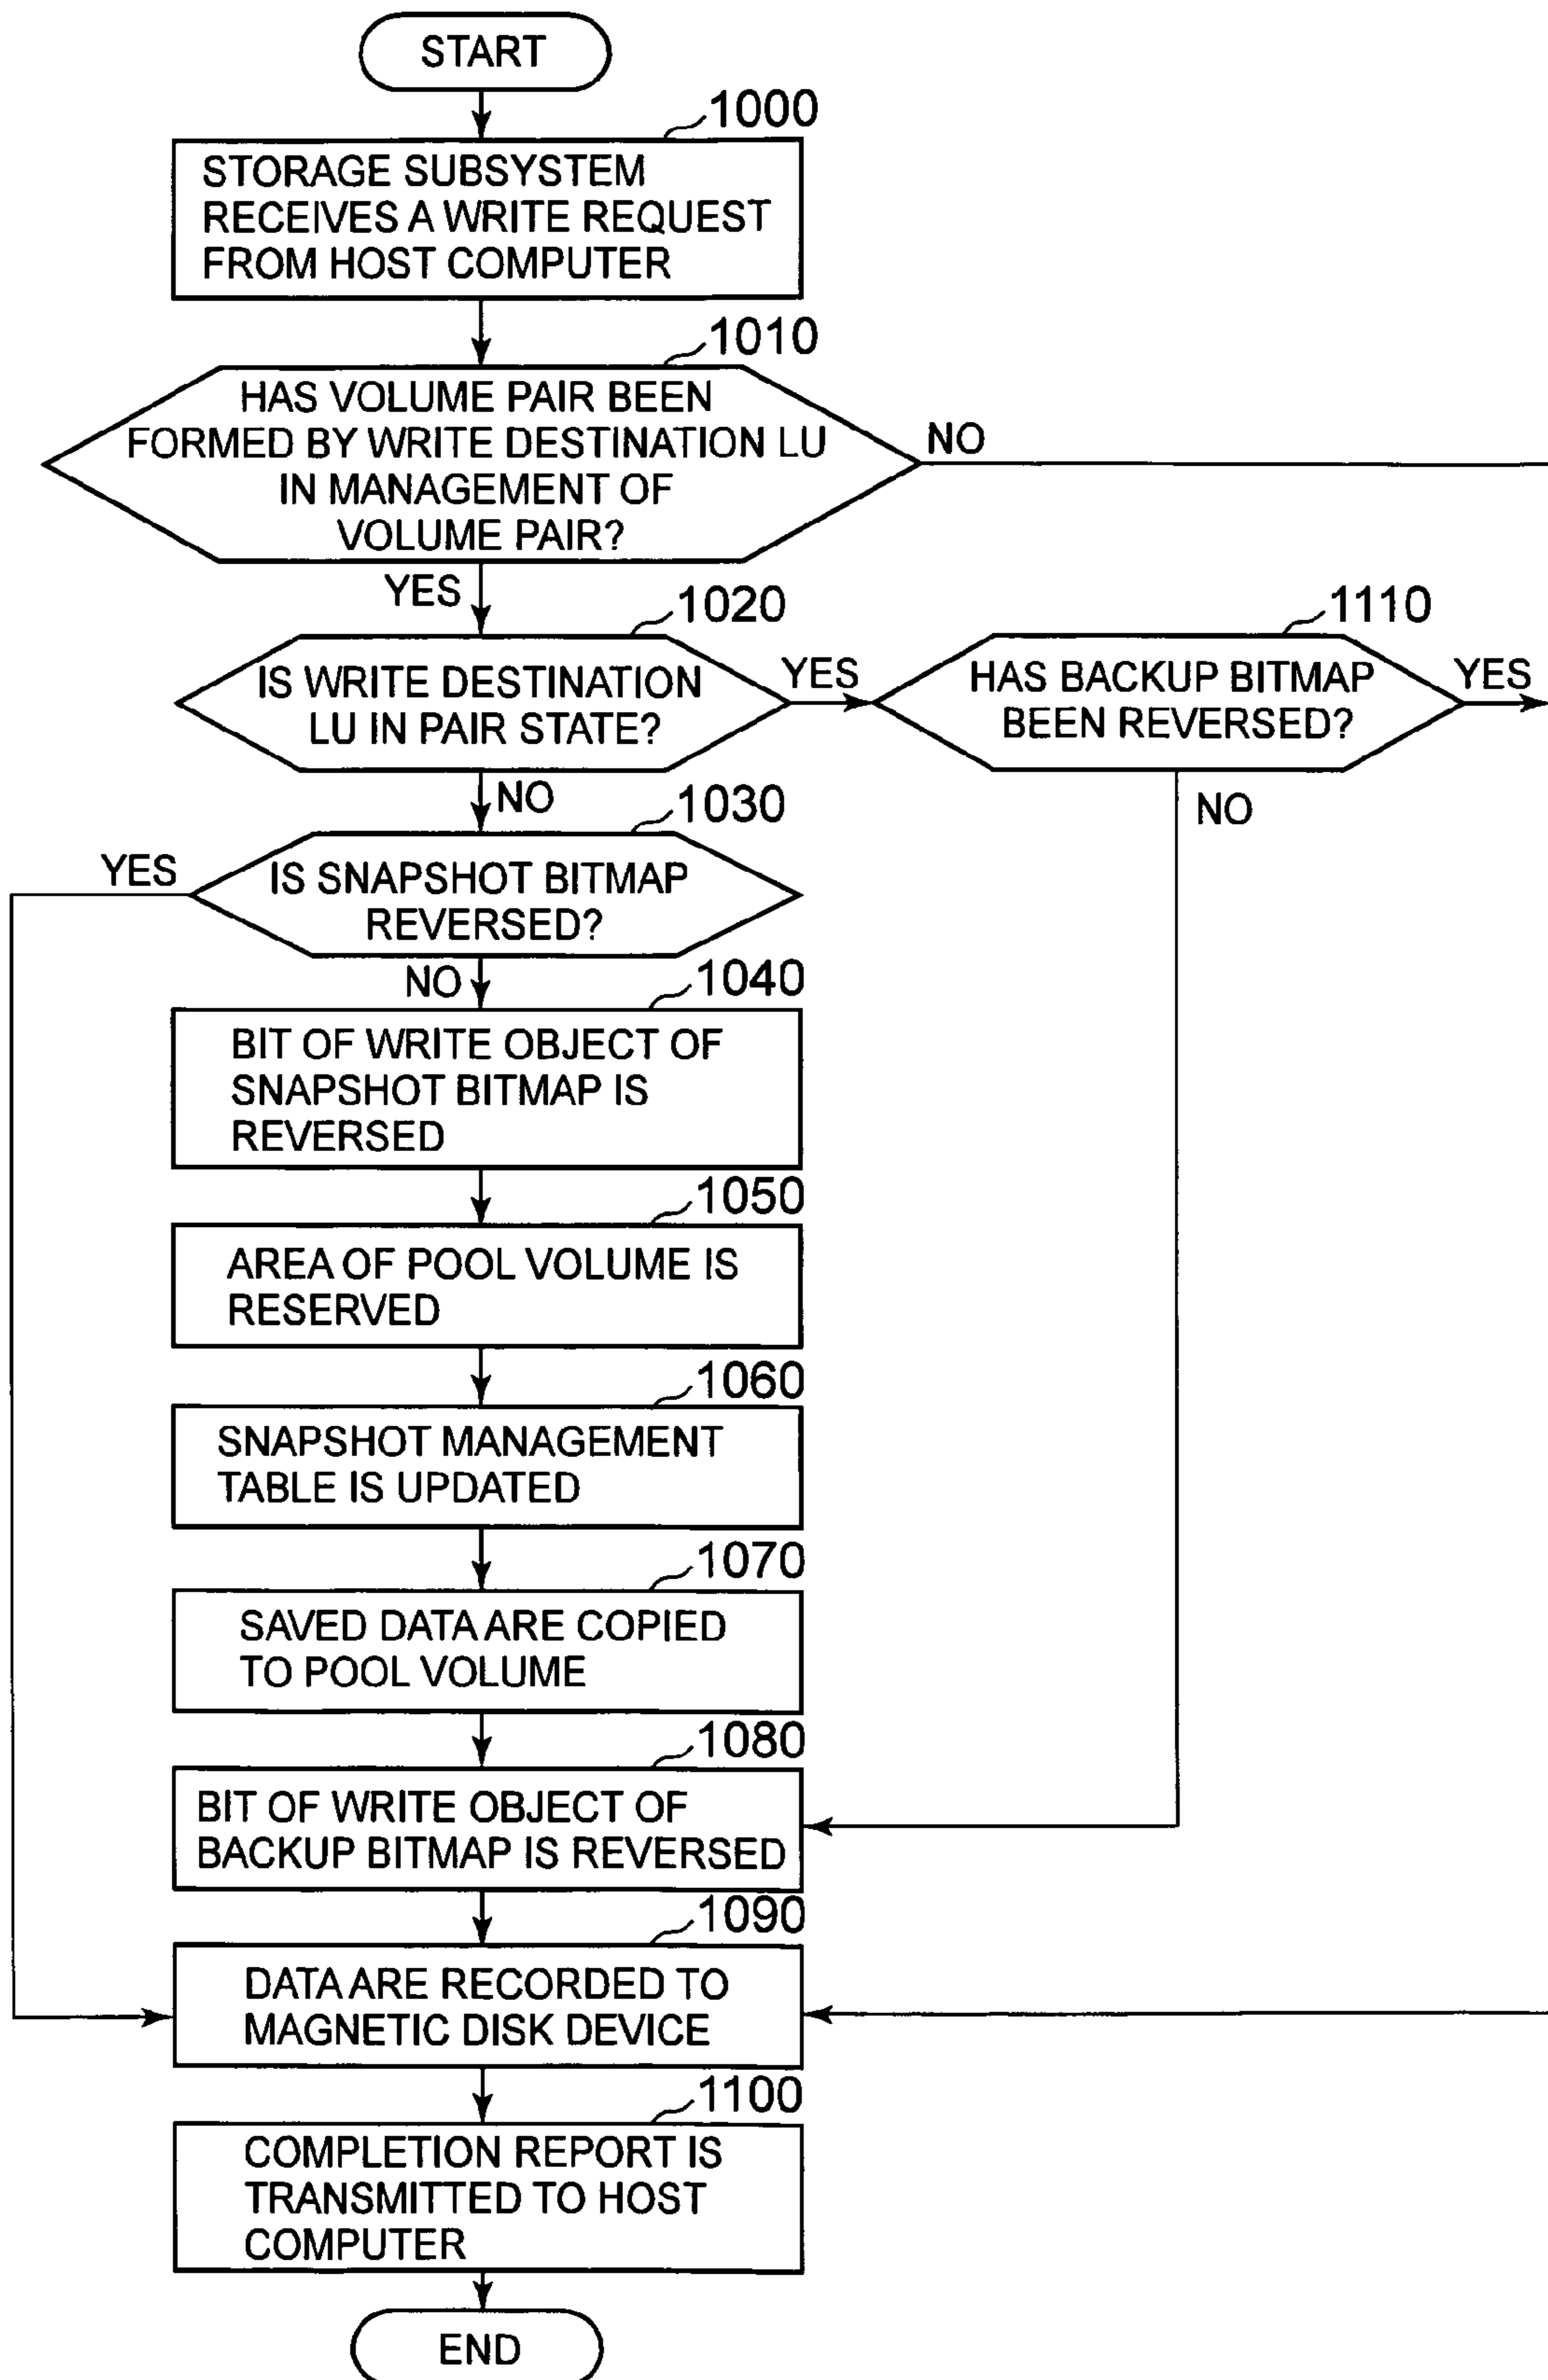 START
1000
STORAGE SUBSYSTEM
RECEIVES A WRITE REQUEST
FROM HOST COMPUTER
1010
HAS VOLUME PAIR BEEN
FORMED BY WRITE DESTINATION LU
IN MANAGEMENT OF
VOLUME PAIR?
NO
YES
1020
IS WRITE DESTINATION
LU IN PAIR STATE?
YES
1110
HAS BACKUP BITMAP
BEEN REVERSED?
YES
NO
NO
1030
IS SNAPSHOT BITMAP
REVERSED?
YES
NO
1040
BIT OF WRITE OBJECT OF
SNAPSHOT BITMAP IS
REVERSED
1050
AREA OF POOL VOLUME IS
RESERVED
1060
SNAPSHOT MANAGEMENT
TABLE IS UPDATED
1070
SAVED DATA ARE COPIED
TO POOL VOLUME
1080
BIT OF WRITE OBJECT OF
BACKUP BITMAP IS REVERSED
1090
DATA ARE RECORDED TO
MAGNETIC DISK DEVICE
1100
COMPLETION REPORT IS
TRANSMITTED TO HOST
COMPUTER
END